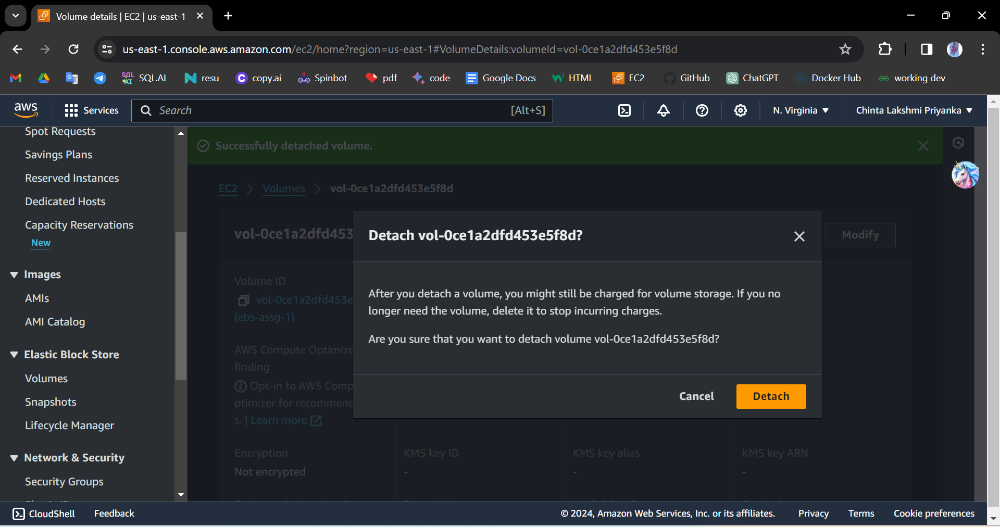 Volume details | EC2 | us-east-1
us-east-1.console.aws.amazon.com/ec2/home?region=us-east-1#VolumeDetails:volumeId=vol-0ce1a2dfd453e5f8d
SQL AI SQL.AI resu copy.ai Spinbot pdf code Google Docs HTML EC2 GitHub ChatGPT Docker Hub working dev
aws Services Search [Alt+S] N. Virginia Chinta Lakshmi Priyanka
Spot Requests
Savings Plans
Reserved Instances
Dedicated Hosts
Capacity Reservations
New
Images
AMIs
AMI Catalog
Elastic Block Store
Volumes
Snapshots
Lifecycle Manager
Network & Security
Security Groups
Successfully detached volume.
EC2 Volumes vol-0ce1a2dfd453e5f8d
vol-0ce1a2dfd453
Modify
Volume ID
vol-0ce1a2dfd453e
(ebs-assg-1)
AWS Compute Optimize
finding
Opt-in to AWS Comp
ptimizer for recommend
s. | Learn more
Detach vol-0ce1a2dfd453e5f8d?
After you detach a volume, you might still be charged for volume storage. If you no
longer need the volume, delete it to stop incurring charges.
Are you sure that you want to detach volume vol-0ce1a2dfd453e5f8d?
Cancel Detach
Encryption KMS key ID KMS key alias KMS key ARN
Not encrypted - - -
CloudShell Feedback © 2024, Amazon Web Services, Inc. or its affiliates. Privacy Terms Cookie preferences